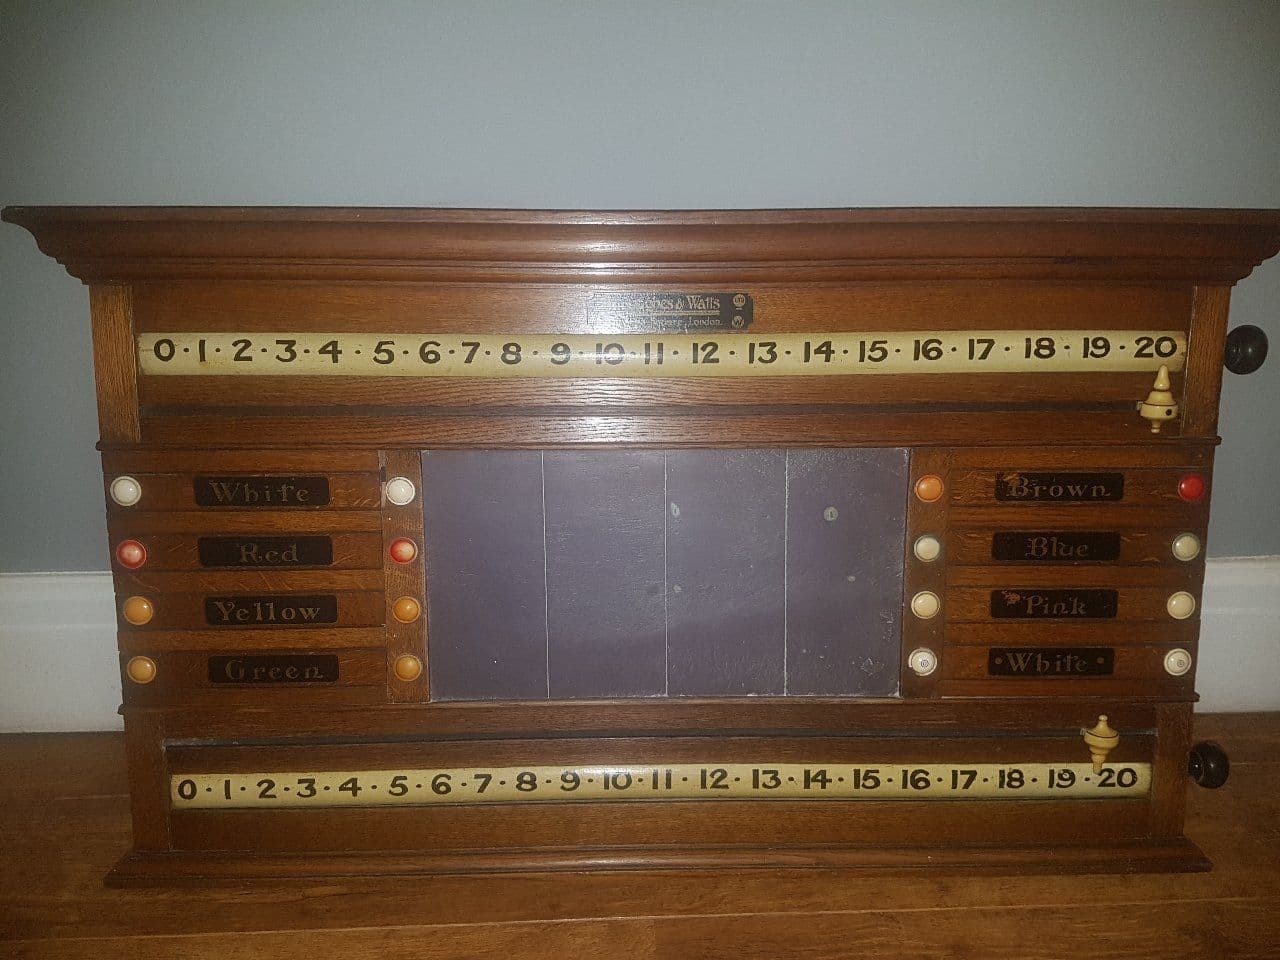 & Watts
Square, London.
0 · 1 · 2 · 3 · 4 · 5 · 6 · 7 · 8 · 9 · 10 · 11 · 12 · 13 · 14 · 15 · 16 · 17 · 18 · 19 · 20
White
Brown
Red
Blue
Yellow
Pink
Green
· White ·
0 · 1 · 2 · 3 · 4 · 5 · 6 · 7 · 8 · 9 · 10 · 11 · 12 · 13 · 14 · 15 · 16 · 17 · 18 · 19 · 20